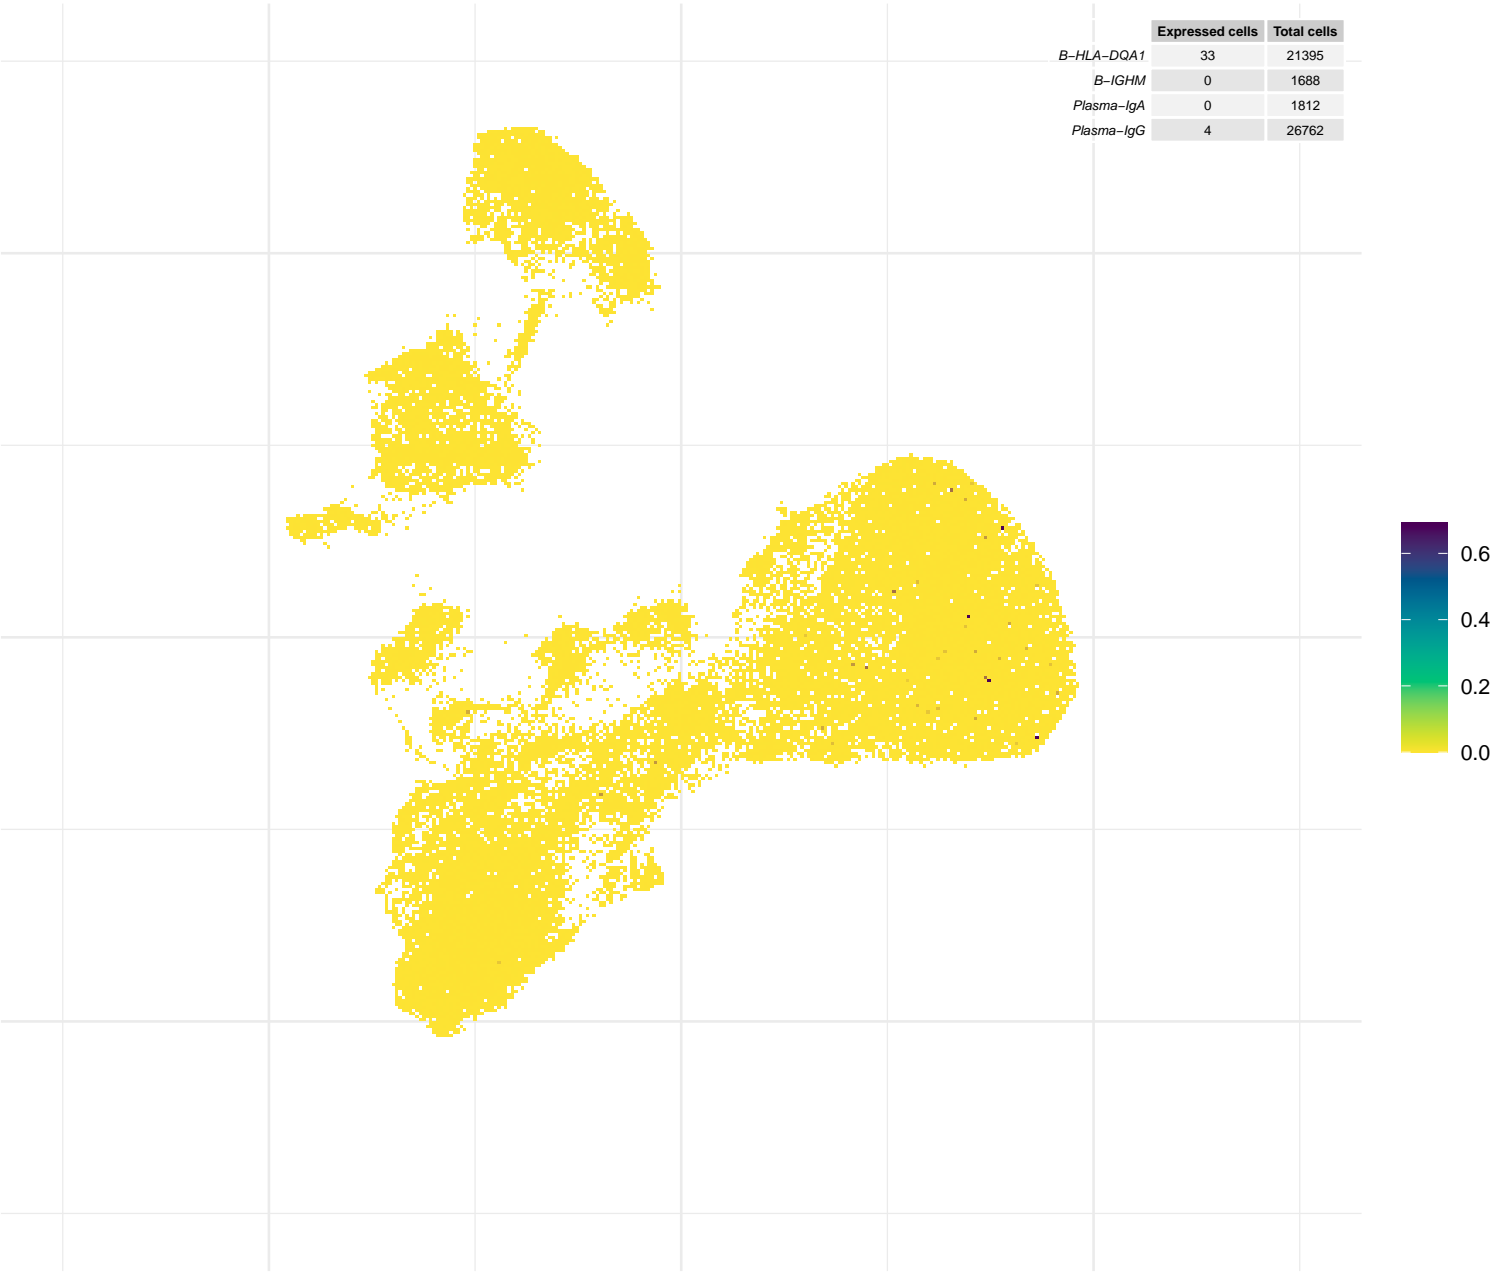 Expressed cells Total cells
B−HLA−DQA1 33 21395
B−IGHM 0 1688
Plasma−IgA 0 1812
Plasma−IgG 4 26762
0.6
0.4
0.2
0.0